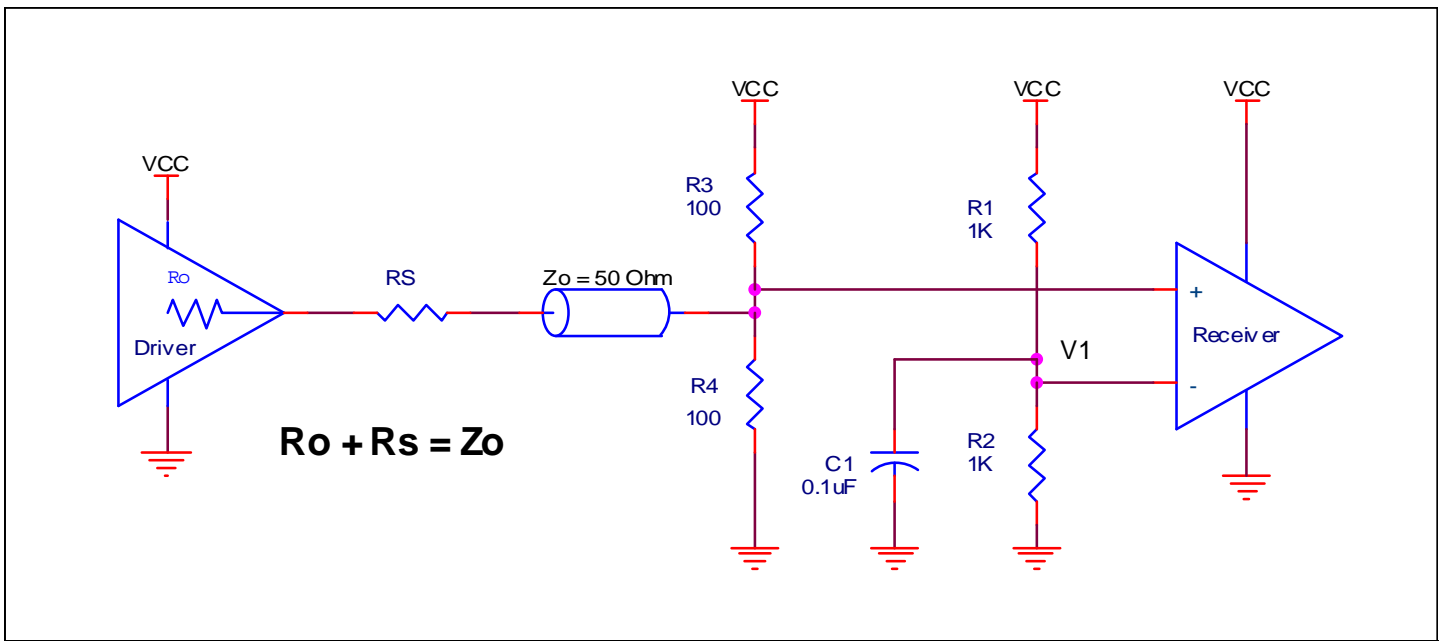 VCC
VCC
VCC
VCC
R3
100
R1
1K
Ro
RS
Zo = 50 Ohm
+
Driver
Receiver
V1
R4
100
-
Ro + Rs = Zo
C1
0.1uF
R2
1K